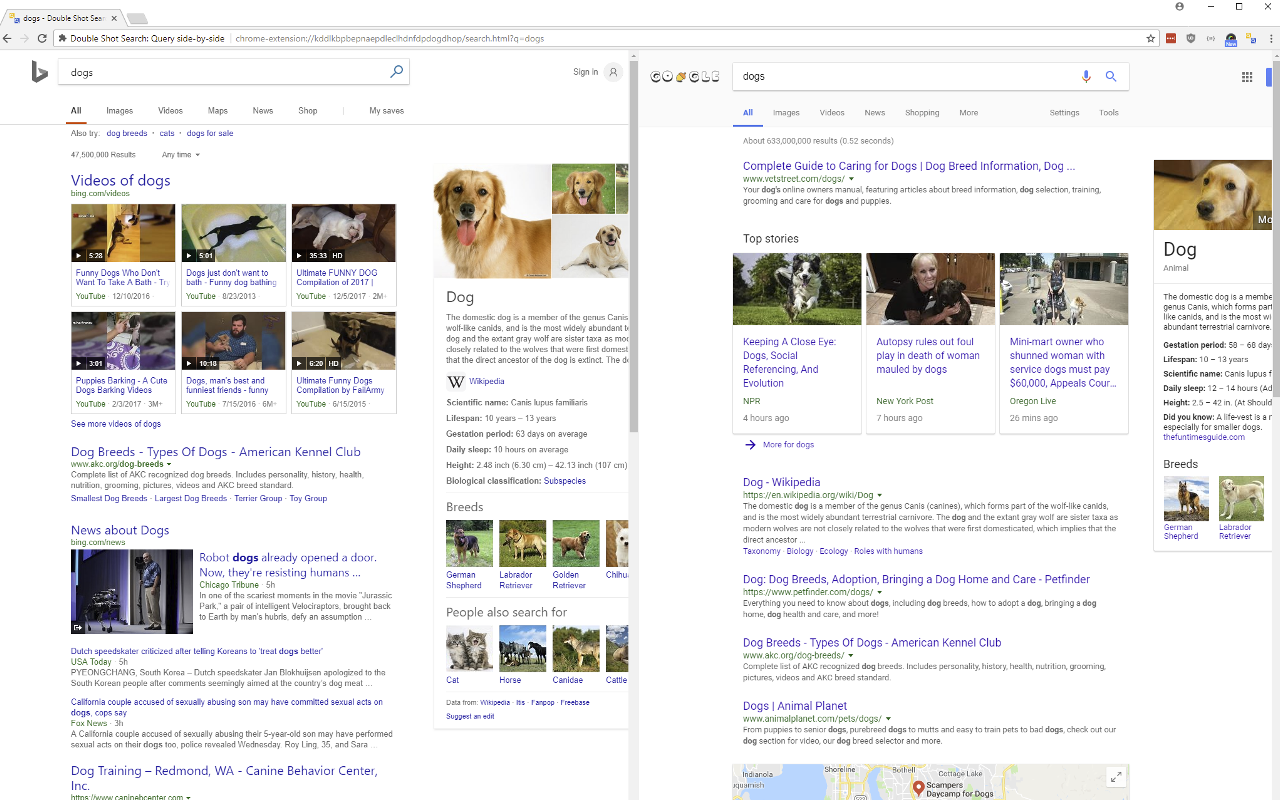 dogs - Double Shot Sear
Double Shot Search: Query side-by-side
chrome-extension://kddlkbpbepnaepdleclhdnfdpdogdhop/search.html?q=dogs
New
dogs
Sign in
All Images Videos Maps News Shop | My saves
Also try: dog breeds · cats · dogs for sale
47,500,000 Results Any time
Videos of dogs
bing.com/videos
5:28
5:01
35:33 HD
Funny Dogs Who Don't
Want To Take A Bath - Try
YouTube · 12/10/2016 ·
Dogs just don't want to
bath - Funny dog bathing
YouTube · 8/23/2013 ·
Ultimate FUNNY DOG
Compilation of 2017 |
YouTube · 12/5/2017 · 2M+
3:01
10:18
6:20 HD
Puppies Barking - A Cute
Dogs Barking Videos
YouTube · 2/3/2017 · 3M+
Dogs, man's best and
funniest friends - funny
YouTube · 7/15/2016 · 6M+
Ultimate Funny Dogs
Compilation by FailArmy
YouTube · 6/15/2015 ·
See more videos of dogs
Dog Breeds - Types Of Dogs - American Kennel Club
www.akc.org/dog-breeds
Complete list of AKC recognized dog breeds. Includes personality, history, health,
nutrition, grooming, pictures, videos and AKC breed standard.
Smallest Dog Breeds · Largest Dog Breeds · Terrier Group · Toy Group
News about Dogs
bing.com/news
Robot dogs already opened a door.
Now, they're resisting humans ...
Chicago Tribune · 5h
In one of the scariest moments in the movie "Jurassic
Park," a pair of intelligent Velociraptors, brought back
to Earth by man's hubris, defy an assumption ...
Dutch speedskater criticized after telling Koreans to 'treat dogs better'
USA Today · 5h
PYEONGCHANG, South Korea – Dutch speedskater Jan Blokhuijsen apologized to the
South Korean people after comments seemingly aimed at the country's dog meat ...
California couple accused of sexually abusing son may have committed sexual acts on
dogs, cops say
Fox News · 3h
A California couple accused of sexually abusing their 5-year-old son may have performed
sexual acts on their dogs too, police revealed Wednesday. Roy Ling, 35, and Sara ...
Dog Training – Redmond, WA - Canine Behavior Center,
Inc.
https://www.caninebcenter.com
Dog
The domestic dog is a member of the genus Canis
wolf-like canids, and is the most widely abundant t
dog and the extant gray wolf are sister taxa as mod
closely related to the wolves that were first domest
that the direct ancestor of the dog is extinct. The d
W Wikipedia
Scientific name: Canis lupus familiaris
Lifespan: 10 years – 13 years
Gestation period: 63 days on average
Daily sleep: 10 hours on average
Height: 2.48 inch (6.30 cm) – 42.13 inch (107 cm)
Biological classification: Subspecies
Breeds
German
Shepherd
Labrador
Retriever
Golden
Retriever
Chihu
People also search for
Cat Horse Canidae Cattle
Data from: Wikipedia · Itis · Fanpop · Freebase
Suggest an edit
GOOGLE
dogs
All Images Videos News Shopping More Settings Tools
About 633,000,000 results (0.52 seconds)
Complete Guide to Caring for Dogs | Dog Breed Information, Dog ...
www.vetstreet.com/dogs/
Your dog's online owners manual, featuring articles about breed information, dog selection, training,
grooming and care for dogs and puppies.
Top stories
Keeping A Close Eye:
Dogs, Social
Referencing, And
Evolution
NPR
4 hours ago
Autopsy rules out foul
play in death of woman
mauled by dogs
New York Post
7 hours ago
Mini-mart owner who
shunned woman with
service dogs must pay
$60,000, Appeals Cour...
Oregon Live
26 mins ago
More for dogs
Dog - Wikipedia
https://en.wikipedia.org/wiki/Dog
The domestic dog is a member of the genus Canis (canines), which forms part of the wolf-like canids,
and is the most widely abundant terrestrial carnivore. The dog and the extant gray wolf are sister taxa as
modern wolves are not closely related to the wolves that were first domesticated, which implies that the
direct ancestor ...
Taxonomy · Biology · Ecology · Roles with humans
Dog: Dog Breeds, Adoption, Bringing a Dog Home and Care - Petfinder
https://www.petfinder.com/dogs/
Everything you need to know about dogs, including dog breeds, how to adopt a dog, bringing a dog
home, dog health and care, and more!
Dog Breeds - Types Of Dogs - American Kennel Club
www.akc.org/dog-breeds/
Complete list of AKC recognized dog breeds. Includes personality, history, health, nutrition, grooming,
pictures, videos and AKC breed standard.
Dogs | Animal Planet
www.animalplanet.com/pets/dogs/
From puppies to senior dogs, purebreed dogs to mutts and easy to train pets to bad dogs, check out our
dog section for video, our dog breed selector and more.
Indianola
Shoreline
Bothell
Cottage Lake
uquamish
Scampers
Daycamp for Dogs
Mo
Dog
Animal
The domestic dog is a membe
Canis, which forms part
like canids, and is the most wi
abundant terrestrial carnivore.
Gestation period: 58 – 68 days
Lifespan: 10 – 13 years
Scientific name: Canis lupus f
Daily sleep: 12 – 14 hours (Ad
Height: 2.5 – 42 in. (At Should
Did you know: A life-vest is a n
especially for smaller dogs.
thefuntimesguide.com
Breeds
German
Shepherd
Labrador
Retriever